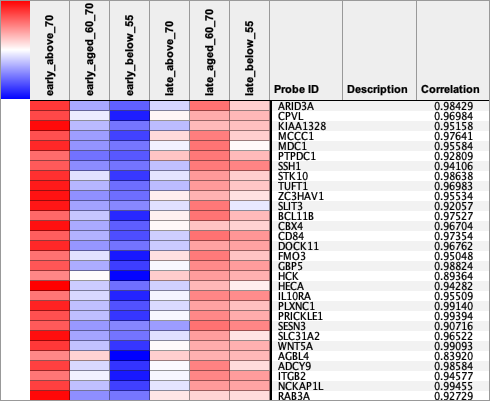 early_above_70 early_aged_60_70 early_below_55 late_above_70 late_aged_60_70 late_below_55
Probe ID Description Correlation
ARID3A 0.98429
CPVL 0.96984
KIAA1328 0.95158
MCCC1 0.97641
MDC1 0.95584
PTPDC1 0.92809
SSH1 0.94106
STK10 0.98638
TUFT1 0.96983
ZC3HAV1 0.95534
SLIT3 0.92057
BCL11B 0.97527
CBX4 0.96704
CD84 0.97354
DOCK11 0.96762
FMO3 0.95048
GBP5 0.98824
HCK 0.89364
HECA 0.94282
IL10RA 0.95509
PLXNC1 0.99140
PRICKLE1 0.99394
SESN3 0.90716
SLC31A2 0.96522
WNT5A 0.99093
AGBL4 0.83920
ADCY9 0.98584
ITGB2 0.94577
NCKAP1L 0.99455
RAB3A 0.92729